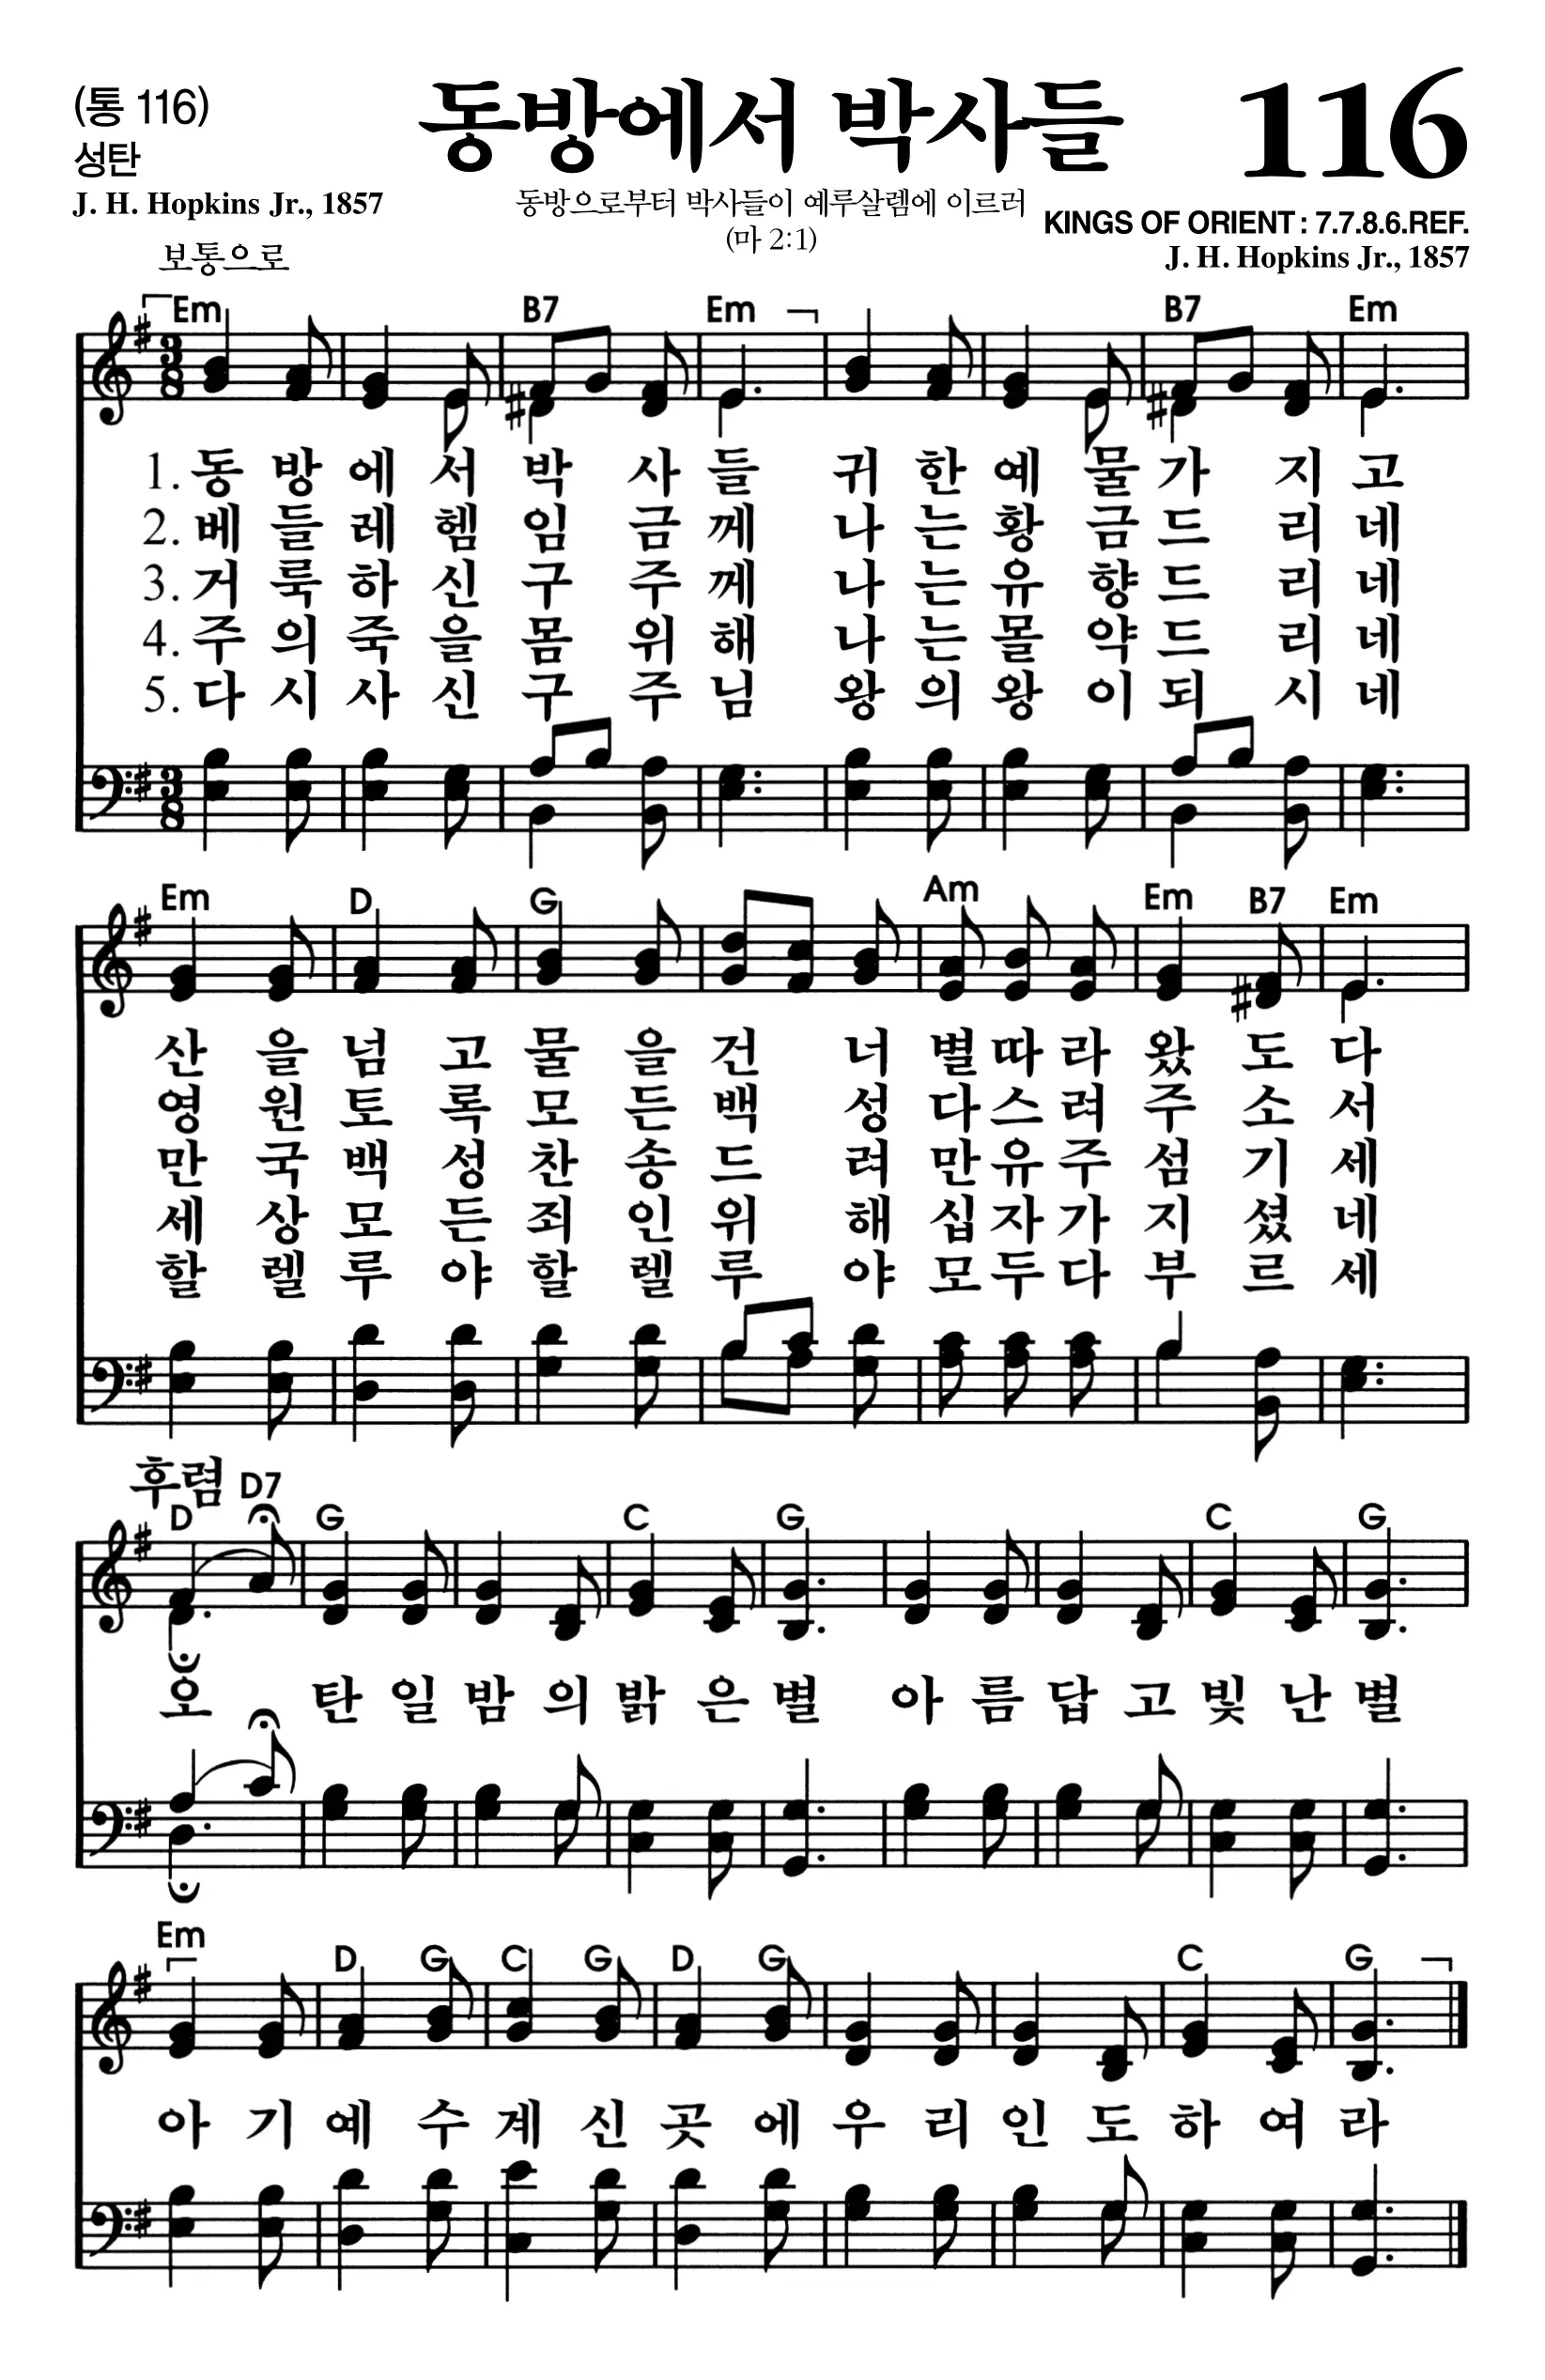 (통 116)
성탄
동방에서 박사들
116
J. H. Hopkins Jr., 1857
동방으로부터 박사들이 예루살렘에 이르러
(마 2:1)
KINGS OF ORIENT : 7.7.8.6.REF.
J. H. Hopkins Jr., 1857
보통으로
Em B7 Em B7 Em
1. 동 방 에 서 박 사 들 귀 한 예 물 가 지 고
2. 베 들 레 헴 임 금 께 나 는 황 금 드 리 네
3. 거 룩 하 신 구 주 께 나 는 유 향 드 리 네
4. 주 의 죽 을 몸 위 해 나 는 몰 약 드 리 네
5. 다 시 사 신 구 주 님 왕 의 왕 이 되 시 네
Em D G Am Em B7 Em
산 을 넘 고 물 을 건 너 별 따 라 왔 도 다
영 원 토 록 모 든 백 성 다 스 려 주 소 서
만 국 백 성 찬 송 드 려 만 유 주 섬 기 세
세 상 모 든 죄 인 위 해 십 자 가 지 셨 네
할 렐 루 야 할 렐 루 야 모 두 다 부 르 세
후렴
D D7 G C G C G
오 탄 일 밤 의 밝 은 별 아 름 답 고 빛 난 별
Em D G C G D G C G
아 기 예 수 계 신 곳 에 우 리 인 도 하 여 라